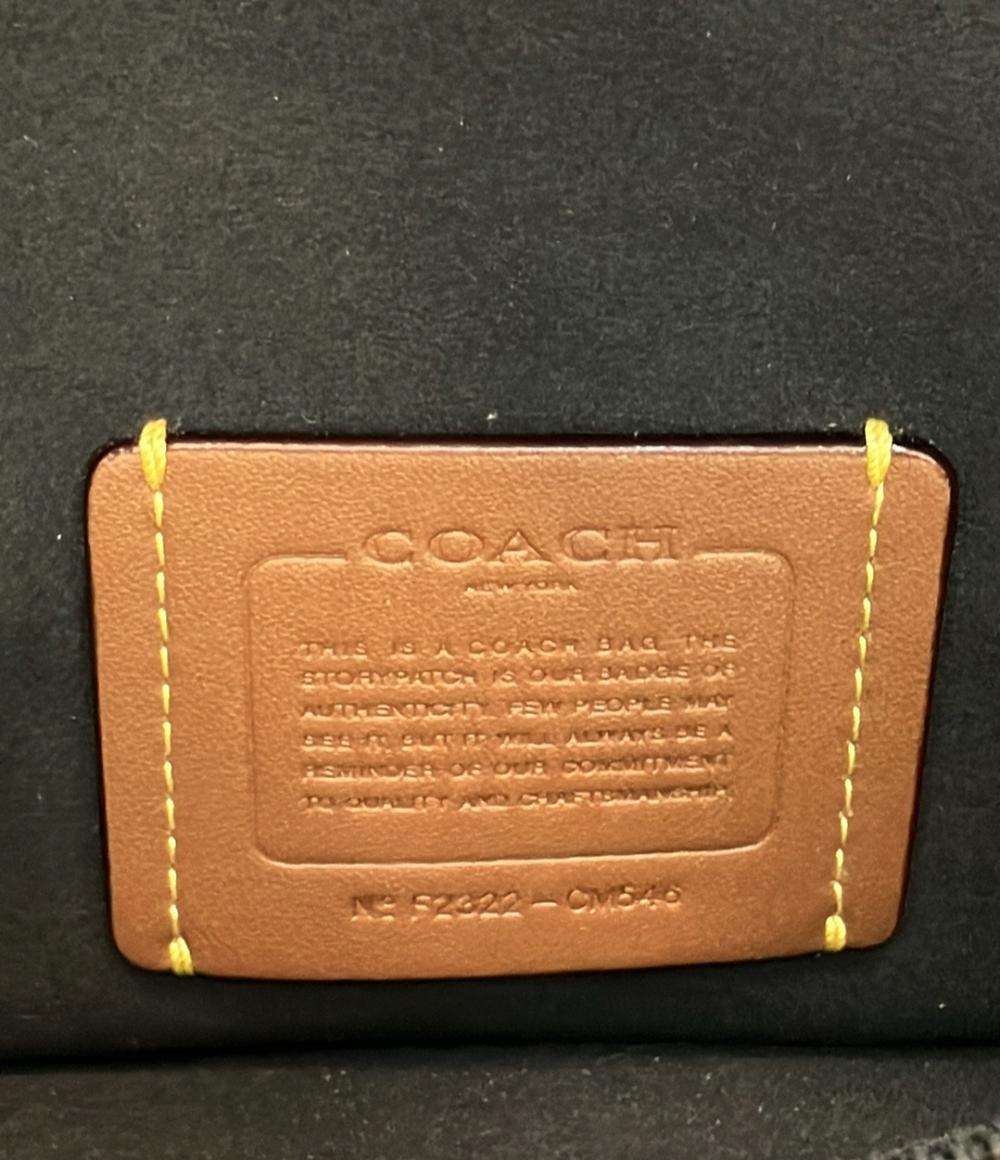 COACH
NEW YORK
THIS IS A COACH BAG. THE
STORYPATCH IS OUR BADGE OF
AUTHENTICITY. FEW PEOPLE MAY
SEE IT, BUT IT WILL ALWAYS BE A
REMINDER OF OUR COMMITMENT
TO QUALITY AND CRAFTSMANSHIP.
Nº F2322-CM546